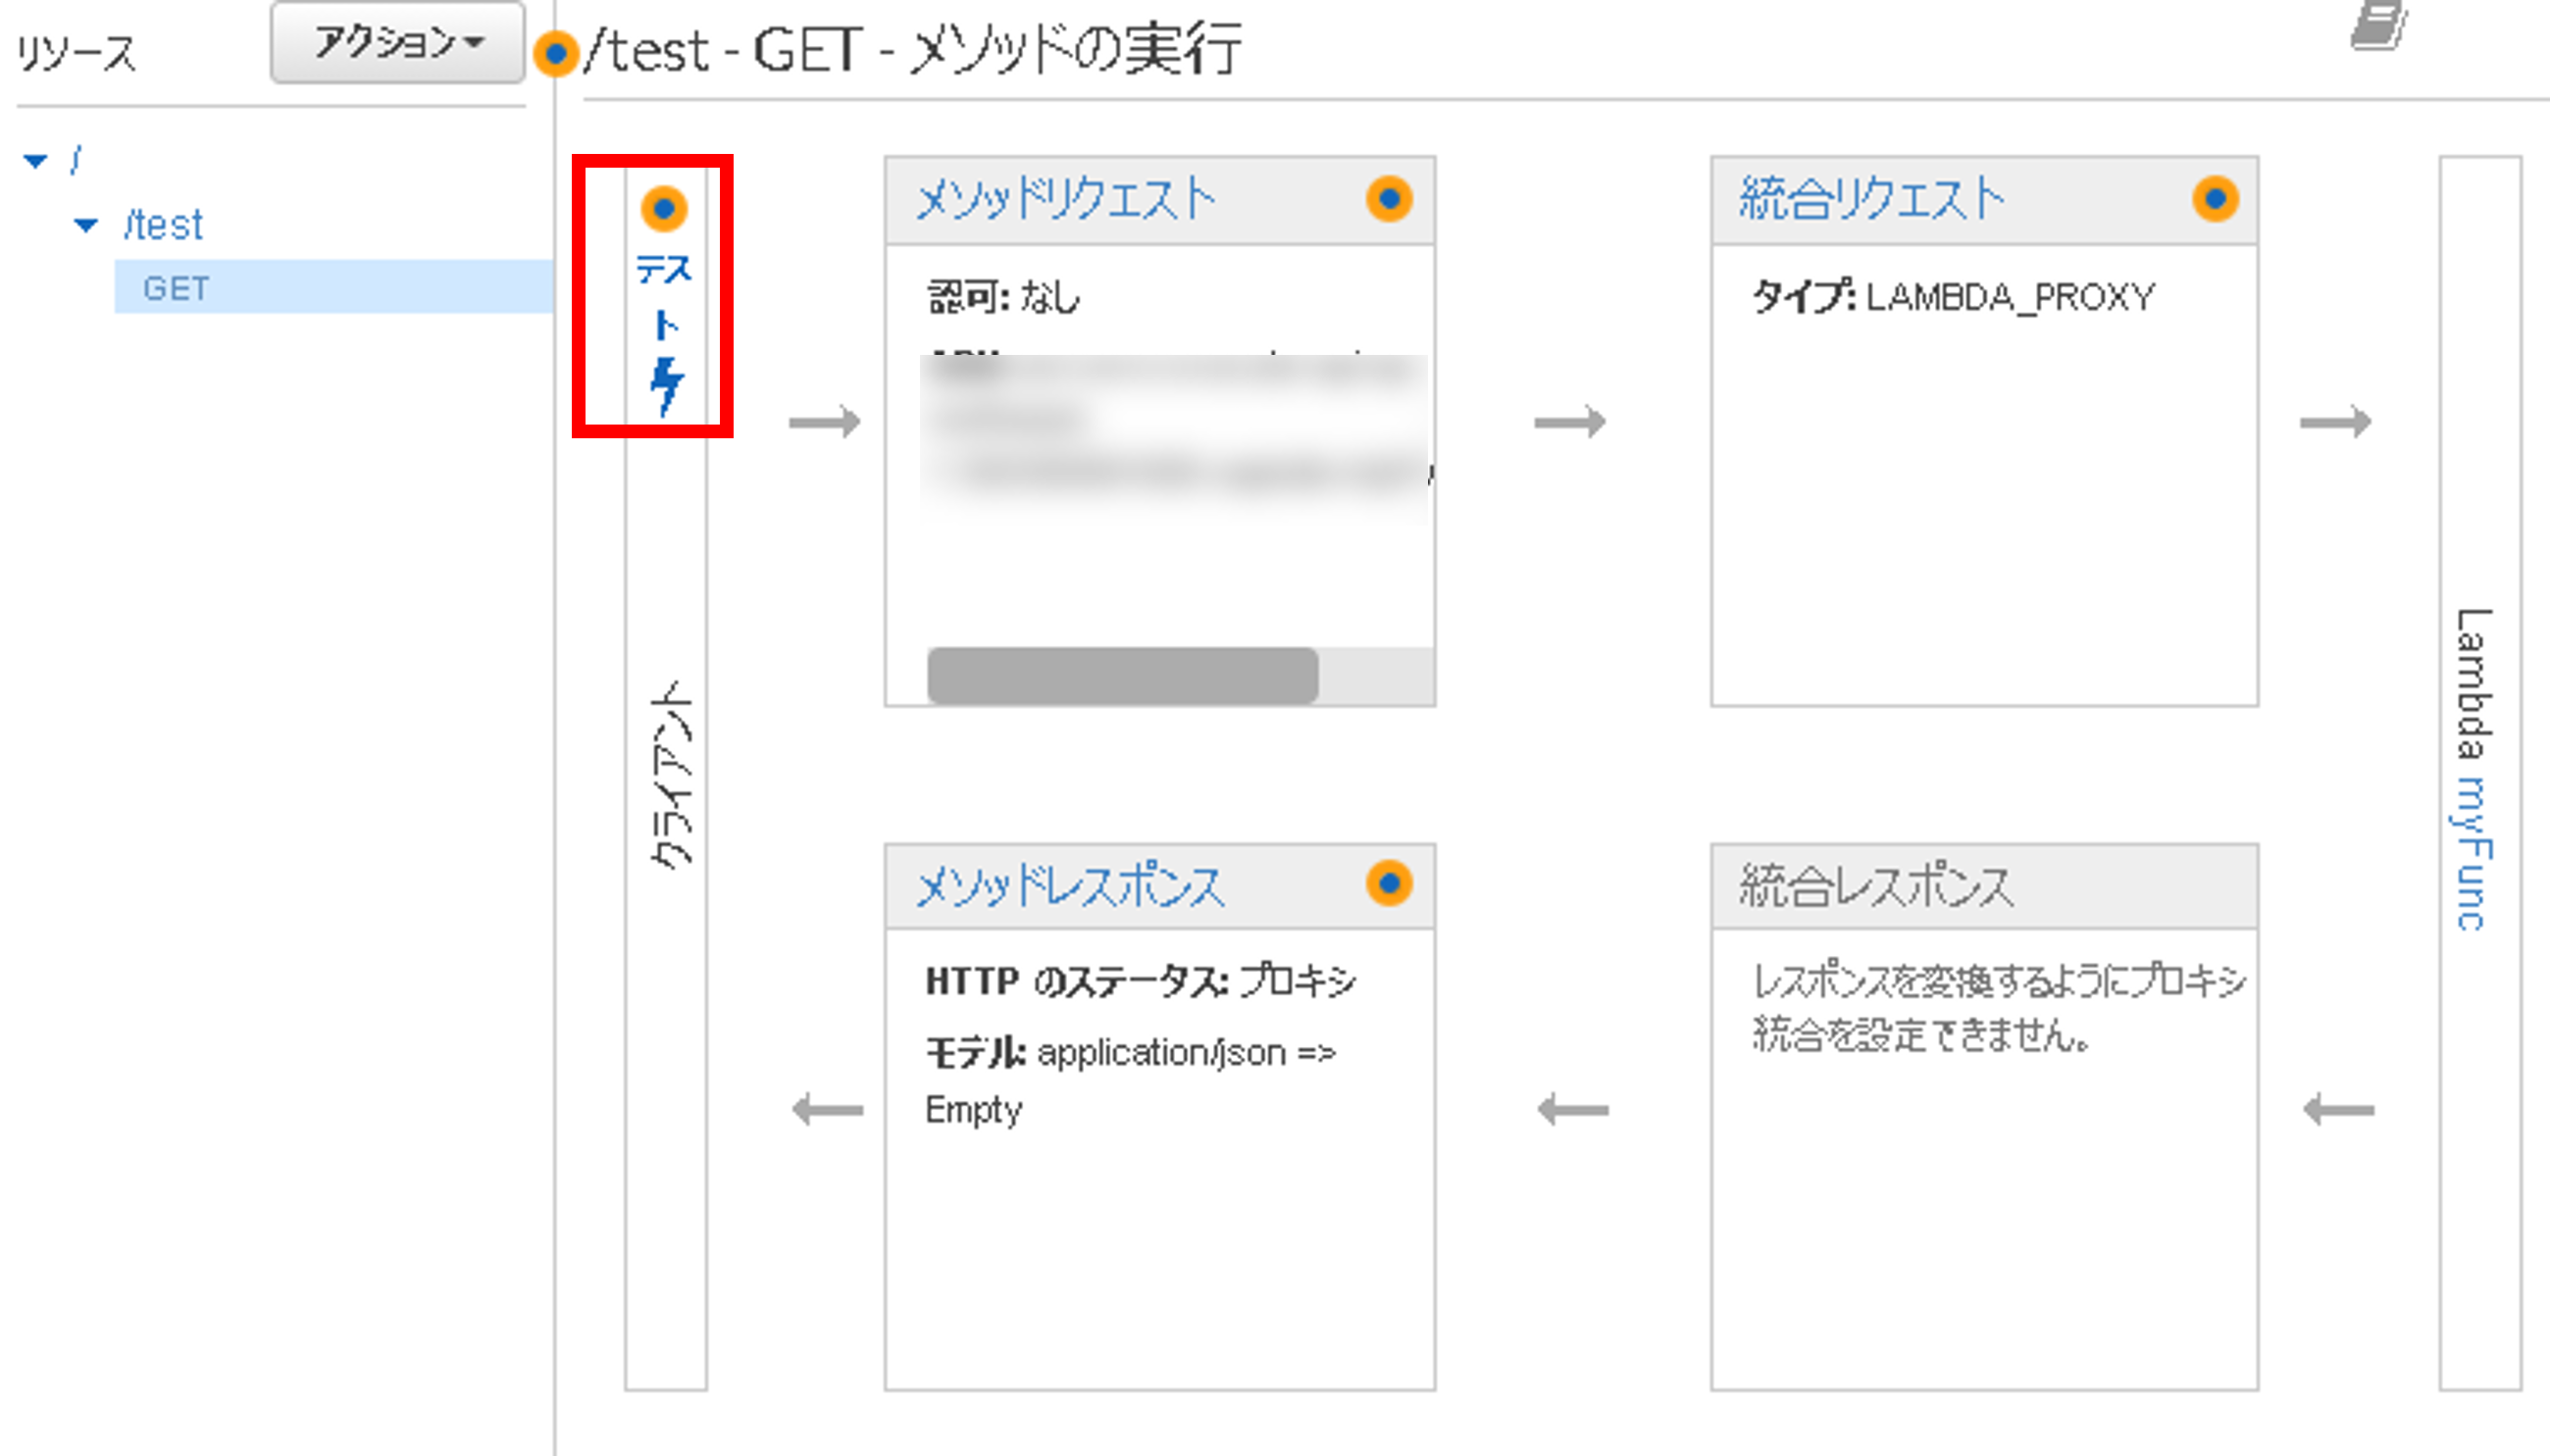 リソース
アクション
/test - GET - メソッドの実行
/
/test
GET
テス
ト
クライアント
メソッドリクエスト
認可: なし
統合リクエスト
タイプ: LAMBDA_PROXY
Lambda myFunc
メソッドレスポンス
HTTP のステータス: プロキシ
モデル: application/json =>
Empty
統合レスポンス
レスポンスを変換するようにプロキシ
統合を設定できません。